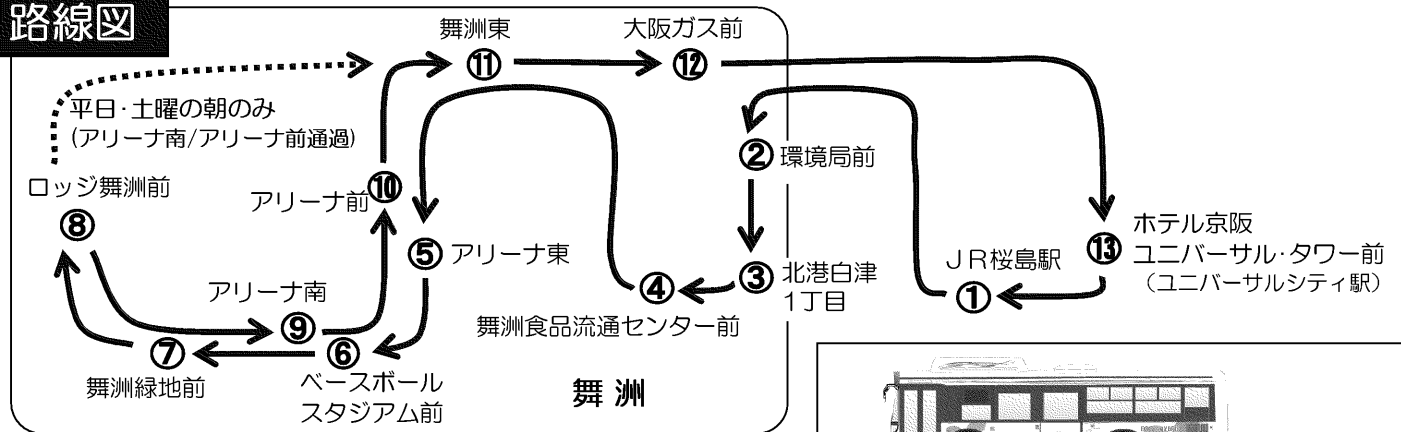 路線図
舞洲東
⑪
大阪ガス前
⑫
平日・土曜の朝のみ
(アリーナ南/アリーナ前通過)
②
環境局前
ロッジ舞洲前
⑧
アリーナ前
⑩
⑤
アリーナ東
③
北港白津
1丁目
④
舞洲食品流通センター前
ホテル京阪
ユニバーサル・タワー前
(ユニバーサルシティ駅)
⑬
JR桜島駅
①
アリーナ南
⑨
⑦
舞洲緑地前
⑥
ベースボール
スタジアム前
舞洲